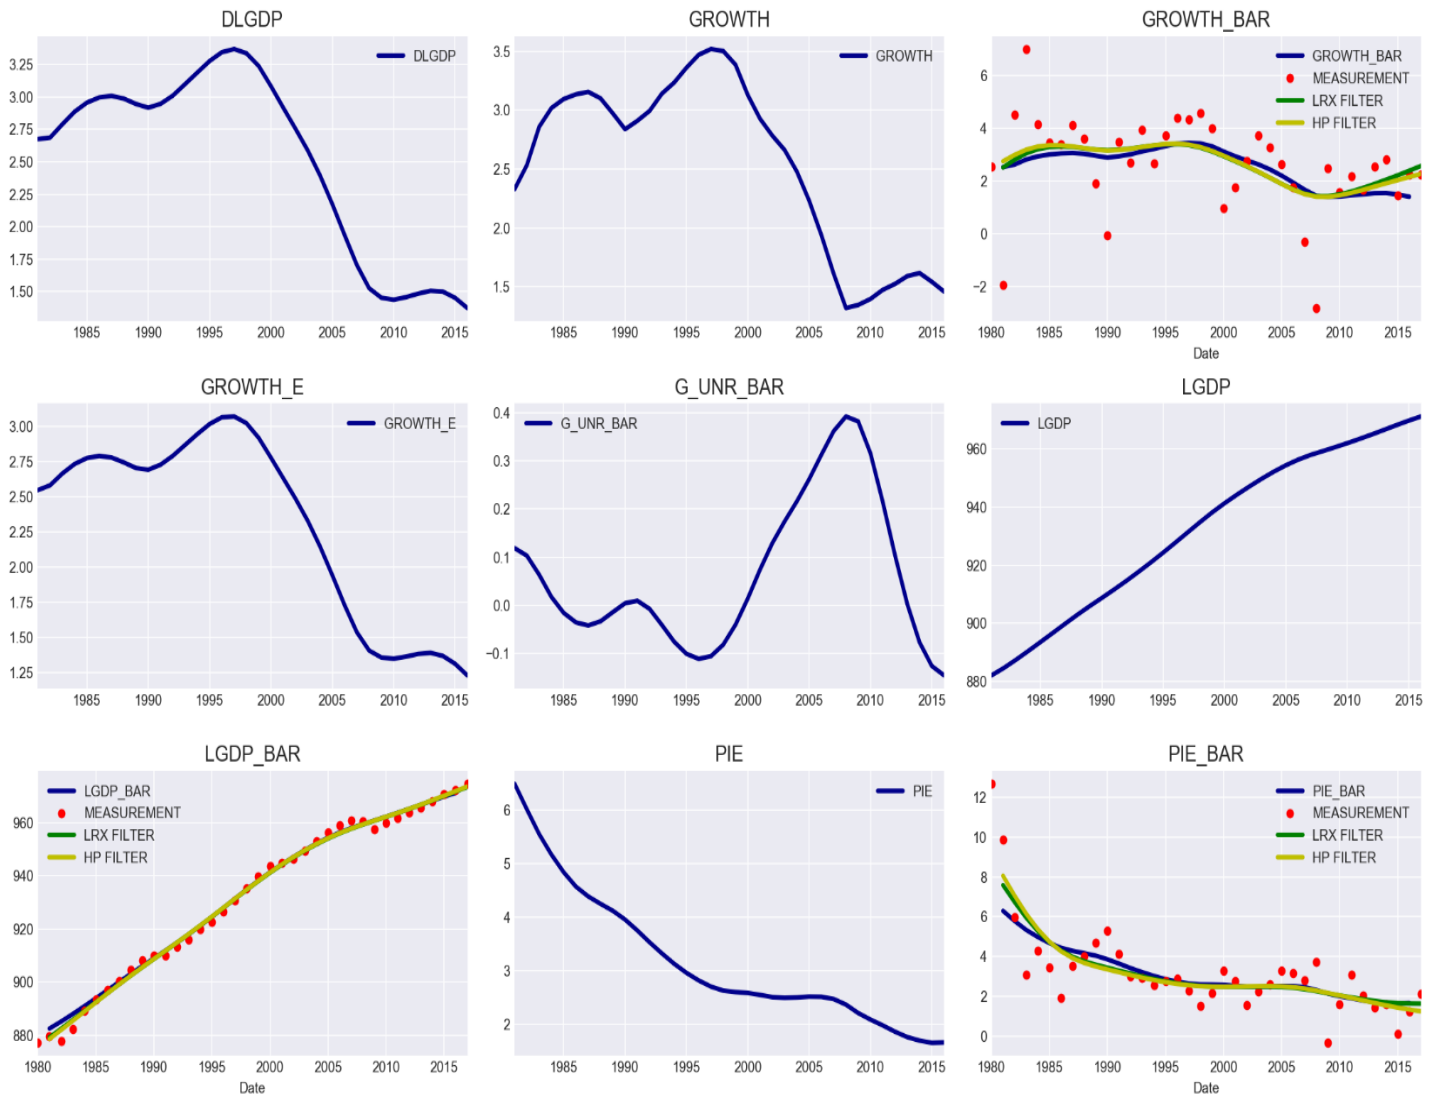 DLGDP
DLGDP
3.25
3.00
2.75
2.50
2.25
2.00
1.75
1.50
1985 1990 1995 2000 2005 2010 2015
GROWTH
GROWTH
3.5
3.0
2.5
2.0
1.5
1985 1990 1995 2000 2005 2010 2015
GROWTH_BAR
GROWTH_BAR
MEASUREMENT
LRX FILTER
HP FILTER
6
4
2
0
−2
1980 1985 1990 1995 2000 2005 2010 2015
Date
GROWTH_E
GROWTH_E
3.00
2.75
2.50
2.25
2.00
1.75
1.50
1.25
1985 1990 1995 2000 2005 2010 2015
G_UNR_BAR
G_UNR_BAR
0.4
0.3
0.2
0.1
0.0
−0.1
1985 1990 1995 2000 2005 2010 2015
LGDP
LGDP
960
940
920
900
880
1985 1990 1995 2000 2005 2010 2015
LGDP_BAR
LGDP_BAR
MEASUREMENT
LRX FILTER
HP FILTER
960
940
920
900
880
1980 1985 1990 1995 2000 2005 2010 2015
Date
PIE
PIE
6
5
4
3
2
1985 1990 1995 2000 2005 2010 2015
PIE_BAR
PIE_BAR
MEASUREMENT
LRX FILTER
HP FILTER
12
10
8
6
4
2
0
1980 1985 1990 1995 2000 2005 2010 2015
Date